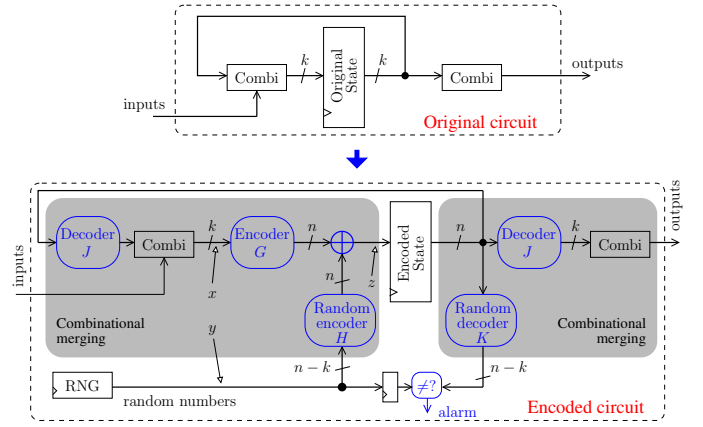 k
k
Combi
Original
State
Combi
outputs
inputs
Original circuit
outputs
Decoder
J
Combi
k
Encoder
G
n
Encoded
State
n
Decoder
J
k
Combi
inputs
n
z
x
Random
encoder
H
Random
decoder
K
Combinational
merging
y
Combinational
merging
n − k
n − k
RNG
≠?
random numbers
alarm
Encoded circuit